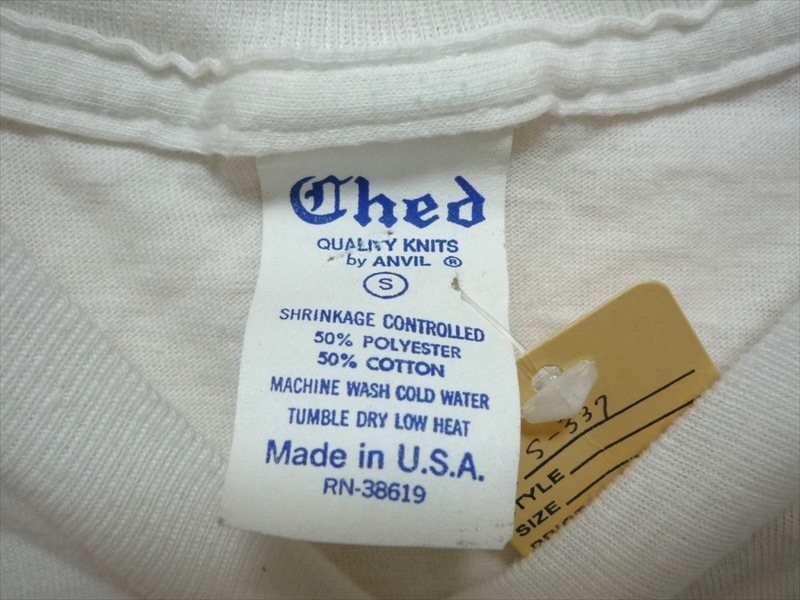 Ched
QUALITY KNITS
by ANVIL ®
S
SHRINKAGE CONTROLLED
50% POLYESTER
50% COTTON
MACHINE WASH COLD WATER
TUMBLE DRY LOW HEAT
Made in U.S.A.
RN-38619
S-337
TYLE
SIZE